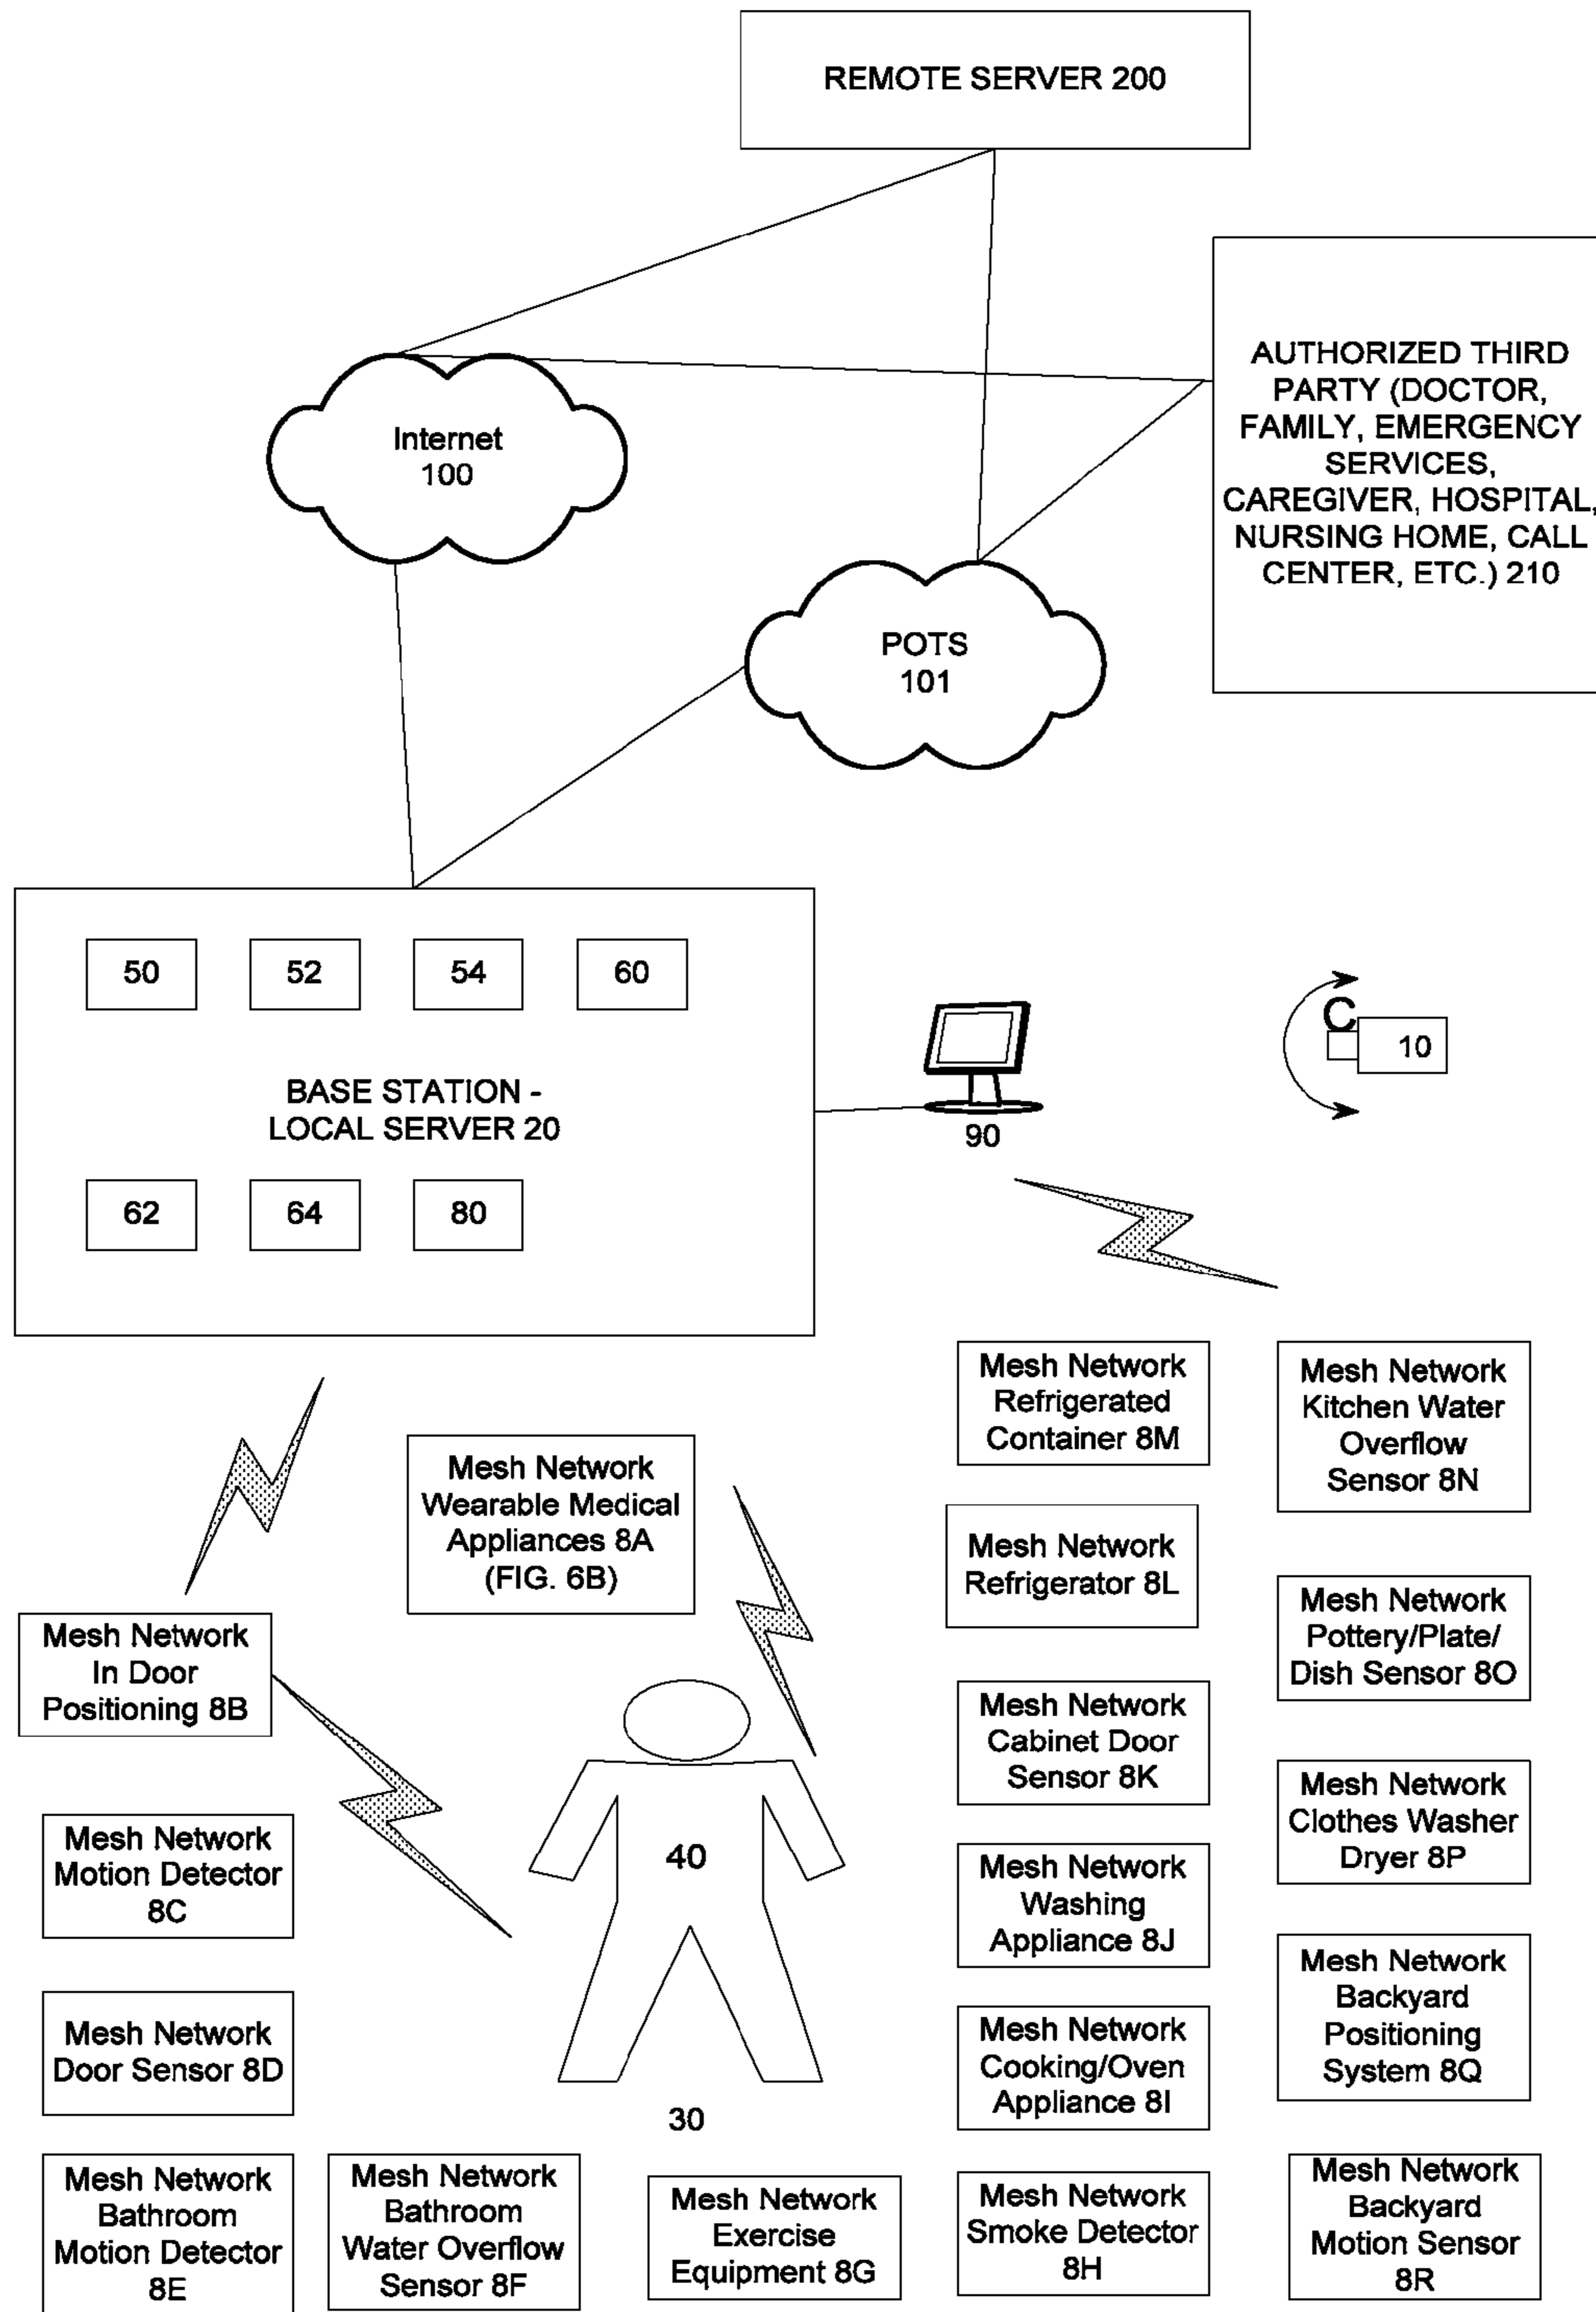 REMOTE SERVER 200
AUTHORIZED THIRD
PARTY (DOCTOR,
FAMILY, EMERGENCY
SERVICES,
CAREGIVER, HOSPITAL,
NURSING HOME, CALL
CENTER, ETC.) 210
Internet
100
POTS
101
50
52
54
60
BASE STATION -
LOCAL SERVER 20
62
64
80
90
C
10
Mesh Network
Wearable Medical
Appliances 8A
(FIG. 6B)
Mesh Network
In Door
Positioning 8B
Mesh Network
Motion Detector
8C
Mesh Network
Door Sensor 8D
Mesh Network
Bathroom
Motion Detector
8E
Mesh Network
Bathroom
Water Overflow
Sensor 8F
40
30
Mesh Network
Exercise
Equipment 8G
Mesh Network
Refrigerated
Container 8M
Mesh Network
Refrigerator 8L
Mesh Network
Cabinet Door
Sensor 8K
Mesh Network
Washing
Appliance 8J
Mesh Network
Cooking/Oven
Appliance 8I
Mesh Network
Smoke Detector
8H
Mesh Network
Kitchen Water
Overflow
Sensor 8N
Mesh Network
Pottery/Plate/
Dish Sensor 8O
Mesh Network
Clothes Washer
Dryer 8P
Mesh Network
Backyard
Positioning
System 8Q
Mesh Network
Backyard
Motion Sensor
8R